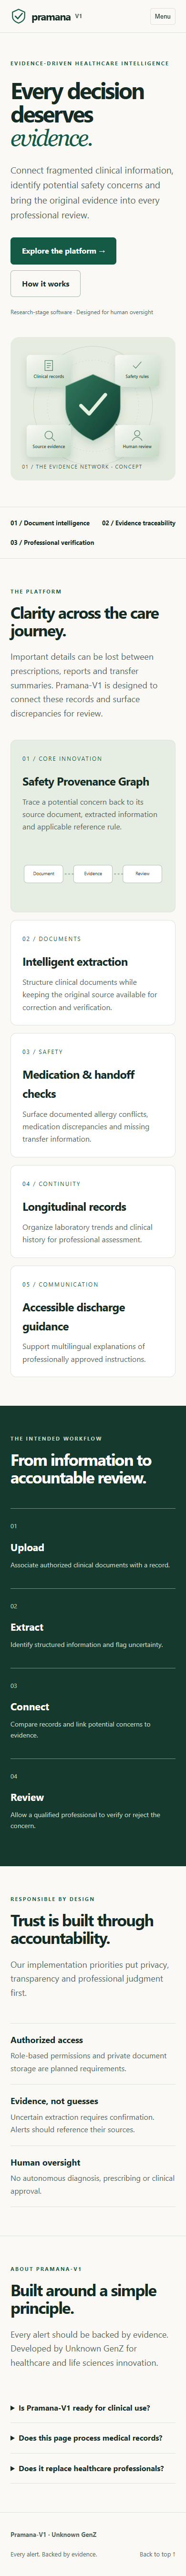 pramana V1
Menu
EVIDENCE-DRIVEN HEALTHCARE INTELLIGENCE
Every decision
deserves
evidence.
Connect fragmented clinical information,
identify potential safety concerns and
bring the original evidence into every
professional review.
Explore the platform →
How it works
Research-stage software · Designed for human oversight
Clinical records
Safety rules
Source evidence
Human review
01 / THE EVIDENCE NETWORK · CONCEPT
01 / Document intelligence
02 / Evidence traceability
03 / Professional verification
THE PLATFORM
Clarity across the care
journey.
Important details can be lost between
prescriptions, reports and transfer
summaries. Pramana-V1 is designed to
connect these records and surface
discrepancies for review.
01 / CORE INNOVATION
Safety Provenance Graph
Trace a potential concern back to its
source document, extracted information
and applicable reference rule.
Document
Evidence
Review
02 / DOCUMENTS
Intelligent extraction
Structure clinical documents while
keeping the original source available for
correction and verification.
03 / SAFETY
Medication & handoff
checks
Surface documented allergy conflicts,
medication discrepancies and missing
transfer information.
04 / CONTINUITY
Longitudinal records
Organize laboratory trends and clinical
history for professional assessment.
05 / COMMUNICATION
Accessible discharge
guidance
Support multilingual explanations of
professionally approved instructions.
THE INTENDED WORKFLOW
From information to
accountable review.
01
Upload
Associate authorized clinical documents with a record.
02
Extract
Identify structured information and flag uncertainty.
03
Connect
Compare records and link potential concerns to
evidence.
04
Review
Allow a qualified professional to verify or reject the
concern.
RESPONSIBLE BY DESIGN
Trust is built through
accountability.
Our implementation priorities put privacy,
transparency and professional judgment
first.
Authorized access
Role-based permissions and private document
storage are planned requirements.
Evidence, not guesses
Uncertain extraction requires confirmation.
Alerts should reference their sources.
Human oversight
No autonomous diagnosis, prescribing or clinical
approval.
ABOUT PRAMANA-V1
Built around a simple
principle.
Every alert should be backed by evidence.
Developed by Unknown GenZ for
healthcare and life sciences innovation.
Is Pramana-V1 ready for clinical use?
Does this page process medical records?
Does it replace healthcare professionals?
Pramana-V1 · Unknown GenZ
Every alert. Backed by evidence.
Back to top ↑